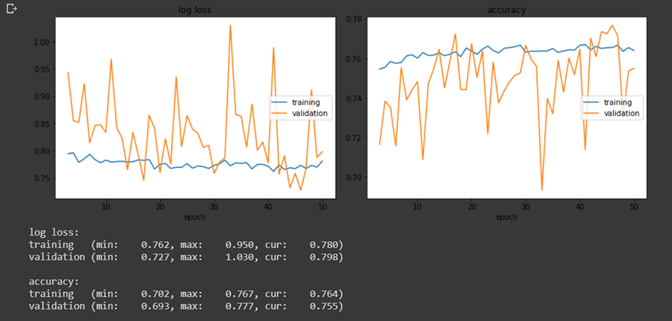 log loss
accuracy
1.00
0.95
0.90
0.85
0.80
0.75
training
validation
10
20
30
40
50
epoch
0.78
0.76
0.74
0.72
0.70
training
validation
10
20
30
40
50
epoch
log loss:
training (min: 0.762, max: 0.950, cur: 0.780)
validation (min: 0.727, max: 1.030, cur: 0.798)
accuracy:
training (min: 0.702, max: 0.767, cur: 0.764)
validation (min: 0.693, max: 0.777, cur: 0.755)